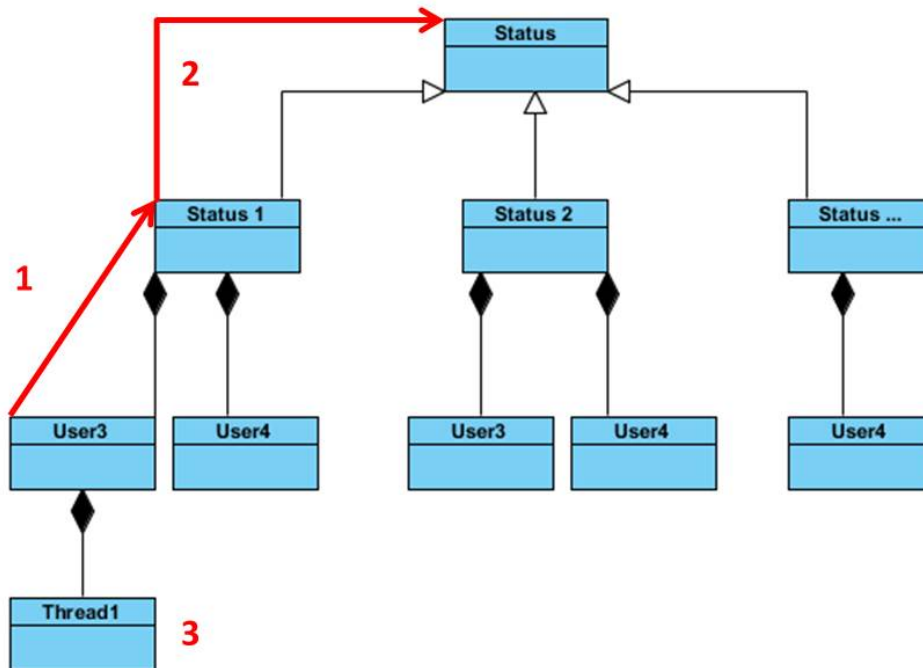 Status
2
Status 1
Status 2
Status ...
1
User3
User4
User3
User4
User4
Thread1
3